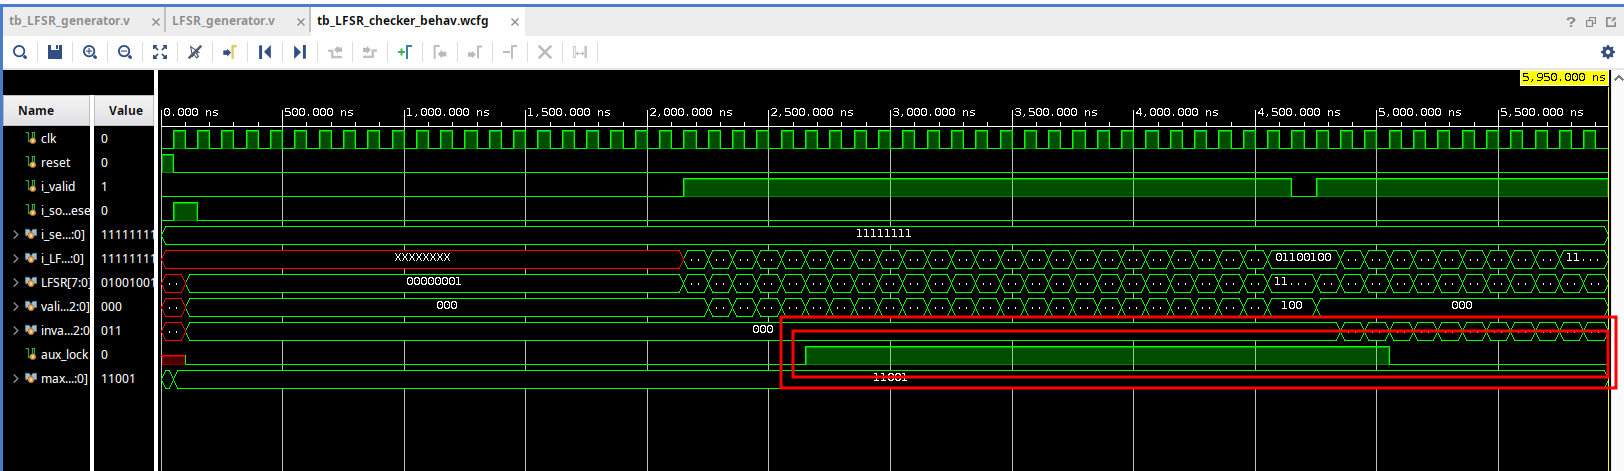 tb_LFSR_generator.v × LFSR_generator.v × tb_LFSR_checker_behav.wcfg ×
?
5,950.000 ns
Name Value
0.000 ns 500.000 ns 1,000.000 ns 1,500.000 ns 2,000.000 ns 2,500.000 ns 3,000.000 ns 3,500.000 ns 4,000.000 ns 4,500.000 ns 5,000.000 ns 5,500.000 ns
clk 0
reset 0
i_valid 1
i_so...ese 0
i_se...:0] 11111111 11111111
i_LF...:0] 11111111 XXXXXXXX 01100100 11...
LFSR[7:0] 01001001 00000001 11...
vali...2:0] 000 000 100 000
inva...2:0 011 000
aux_lock 0
max...:0] 11001 11001